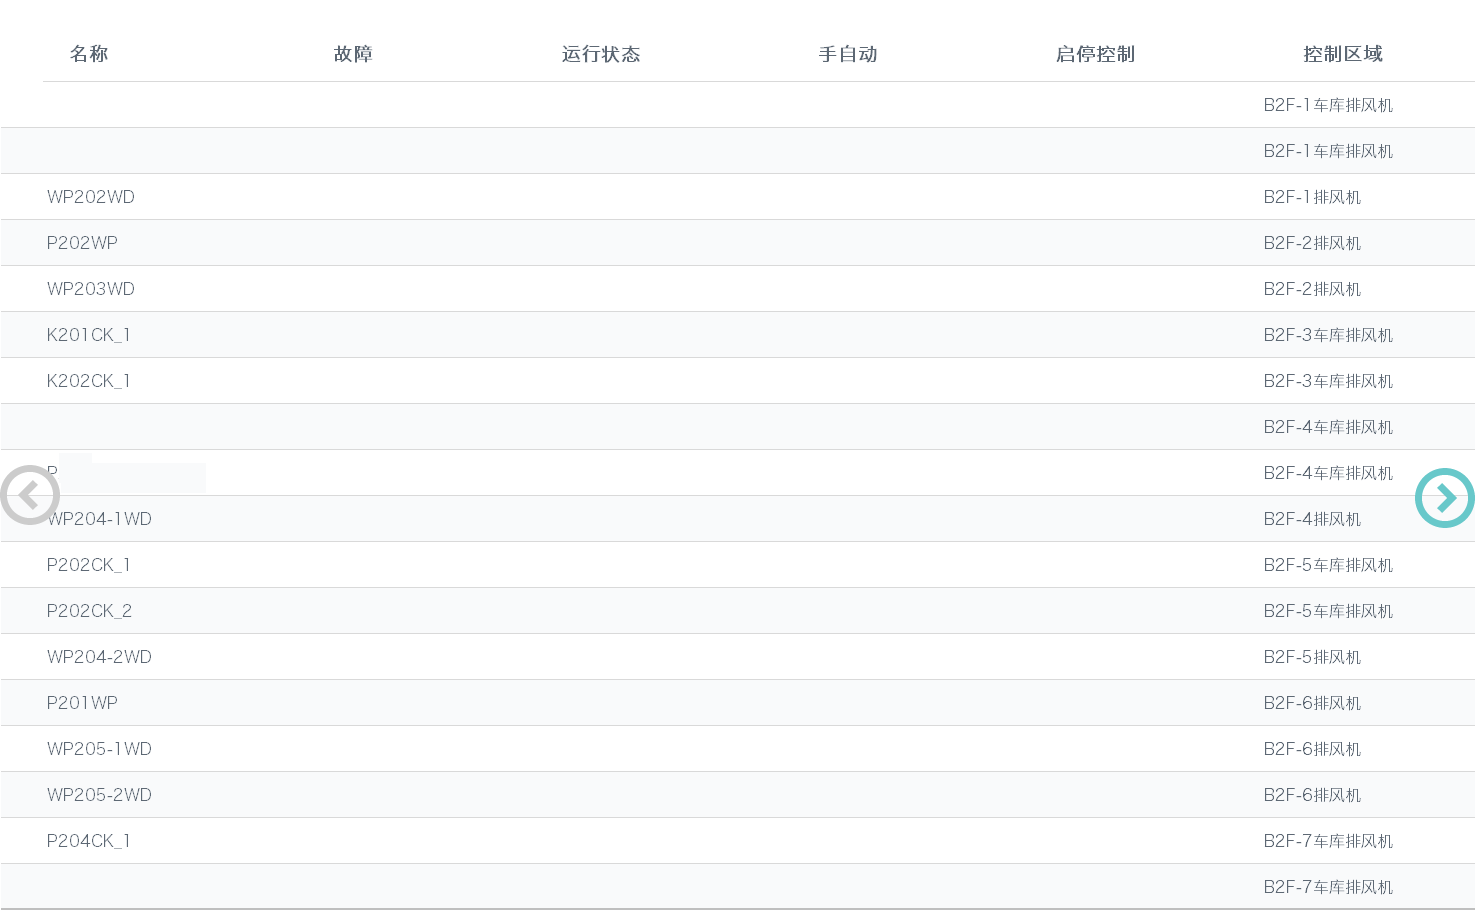 名称 故障 运行状态 手自动 启停控制 控制区域
B2F-1车库排风机
B2F-1车库排风机
WP202WD B2F-1排风机
P202WP B2F-2排风机
WP203WD B2F-2排风机
K201CK_1 B2F-3车库排风机
K202CK_1 B2F-3车库排风机
B2F-4车库排风机
P B2F-4车库排风机
WP204-1WD B2F-4排风机
P202CK_1 B2F-5车库排风机
P202CK_2 B2F-5车库排风机
WP204-2WD B2F-5排风机
P201WP B2F-6排风机
WP205-1WD B2F-6排风机
WP205-2WD B2F-6排风机
P204CK_1 B2F-7车库排风机
B2F-7车库排风机